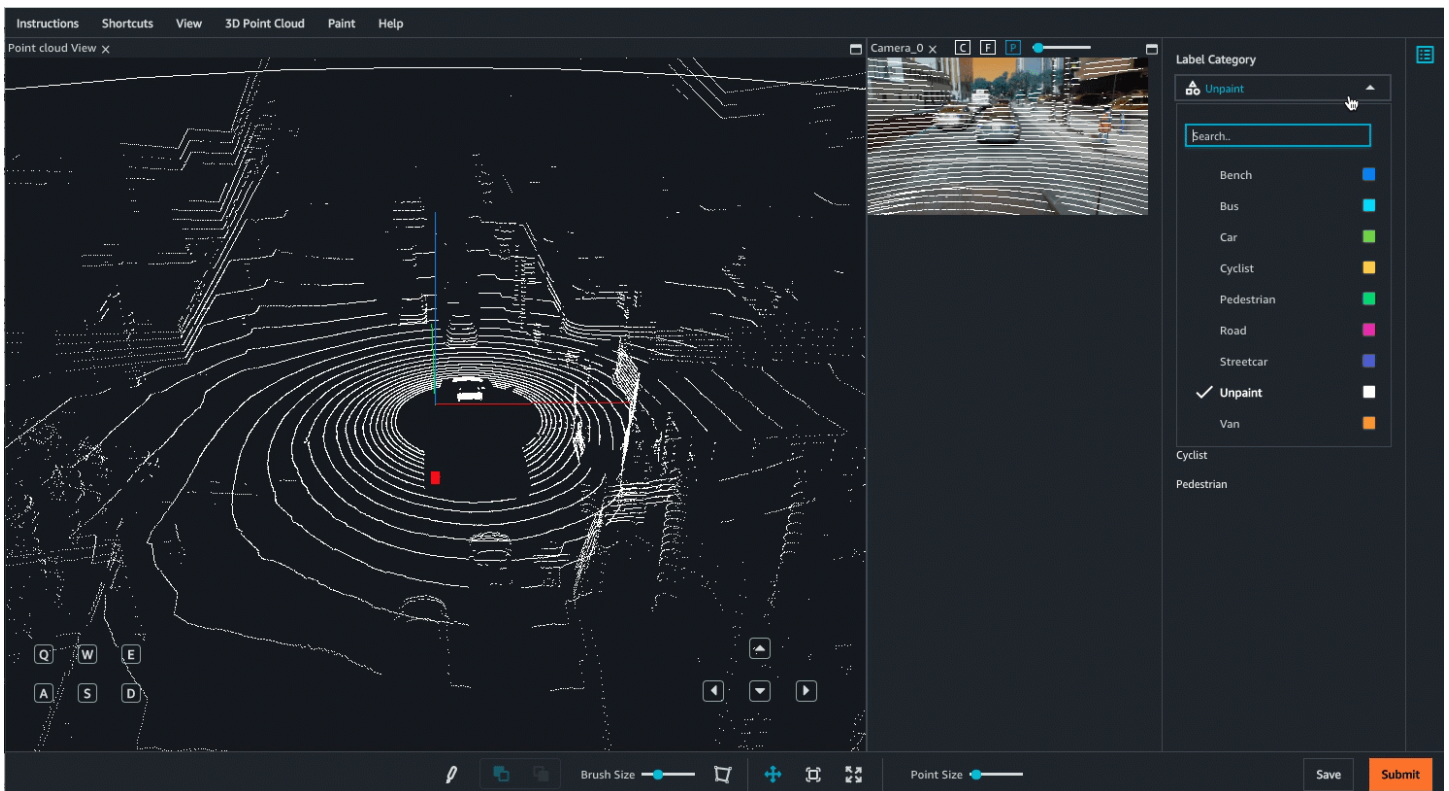 Instructions Shortcuts View 3D Point Cloud Paint Help
Point cloud View x
Camera_0 x C F P
Label Category
Unpaint
Search..
Bench
Bus
Car
Cyclist
Pedestrian
Road
Streetcar
Unpaint
Van
Cyclist
Pedestrian
Q W E
A S D
Brush Size Point Size Save Submit